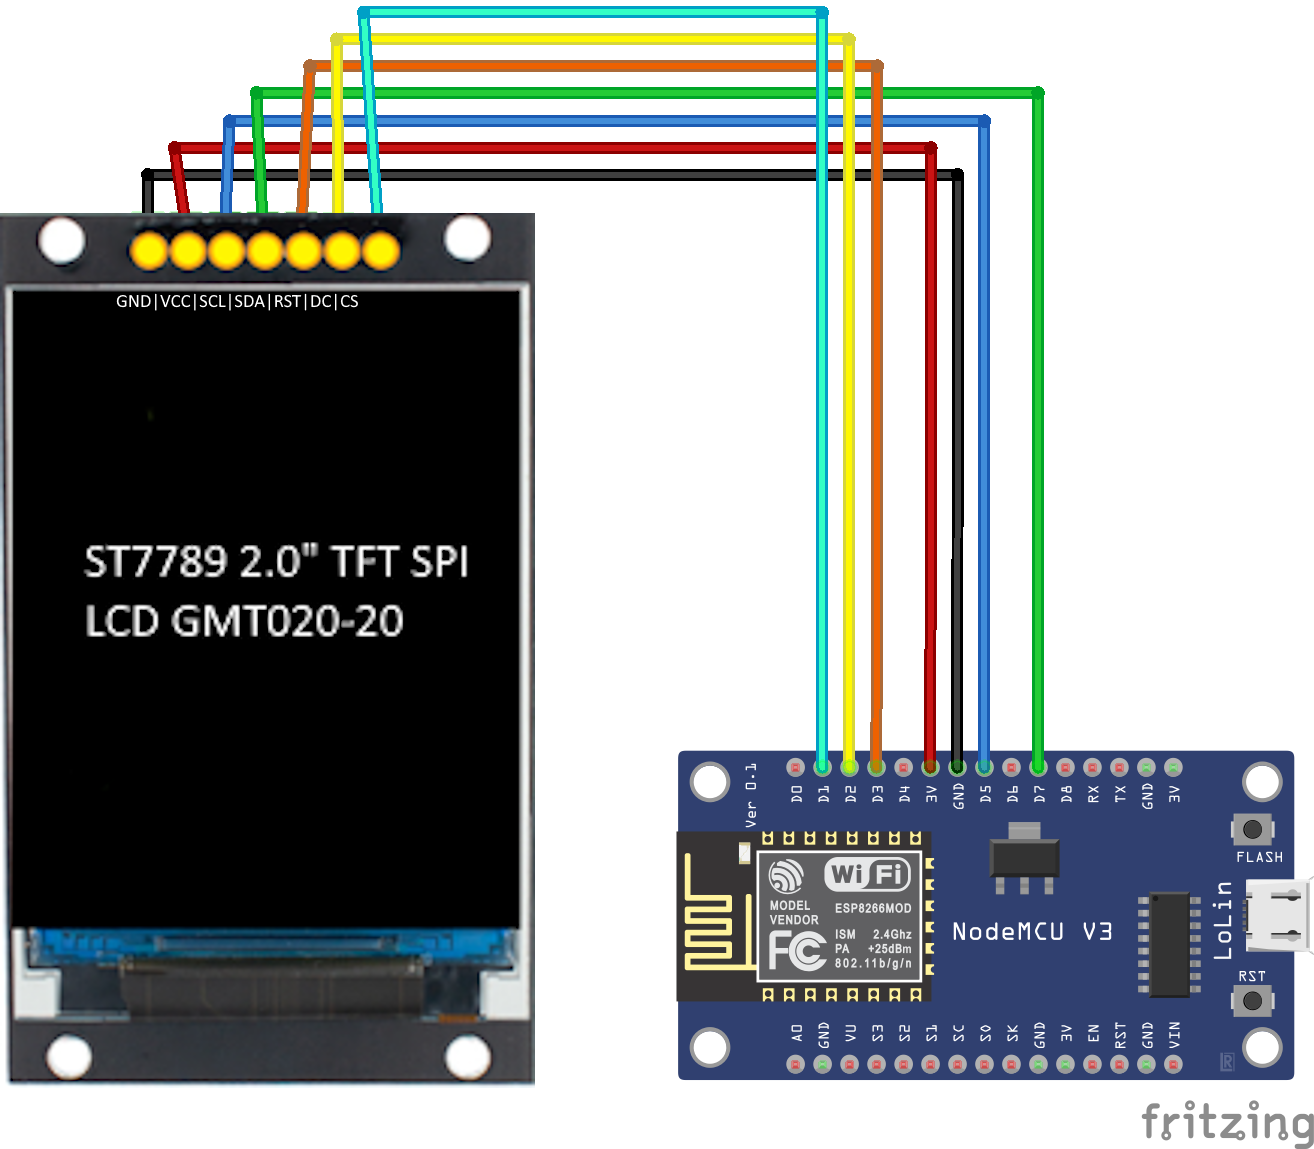 GND|VCC|SCL|SDA|RST|DC|CS
ST7789 2.0" TFT SPI
LCD GMT020-20
Ver 0.1
D0 D1 D2 D3 D4 3V GND D5 D6 D7 D8 RX TX GND 3V
FLASH
Wi Fi
MODEL
VENDOR
ESP8266MOD
FC
ISM 2.4Ghz
PA +25dBm
802.11b/g/n
NodeMCU V3
LoLin
RST
A0 GND VU S3 S2 S1 SC S0 SK GND 3V EN RST GND VIN
R
fritzing